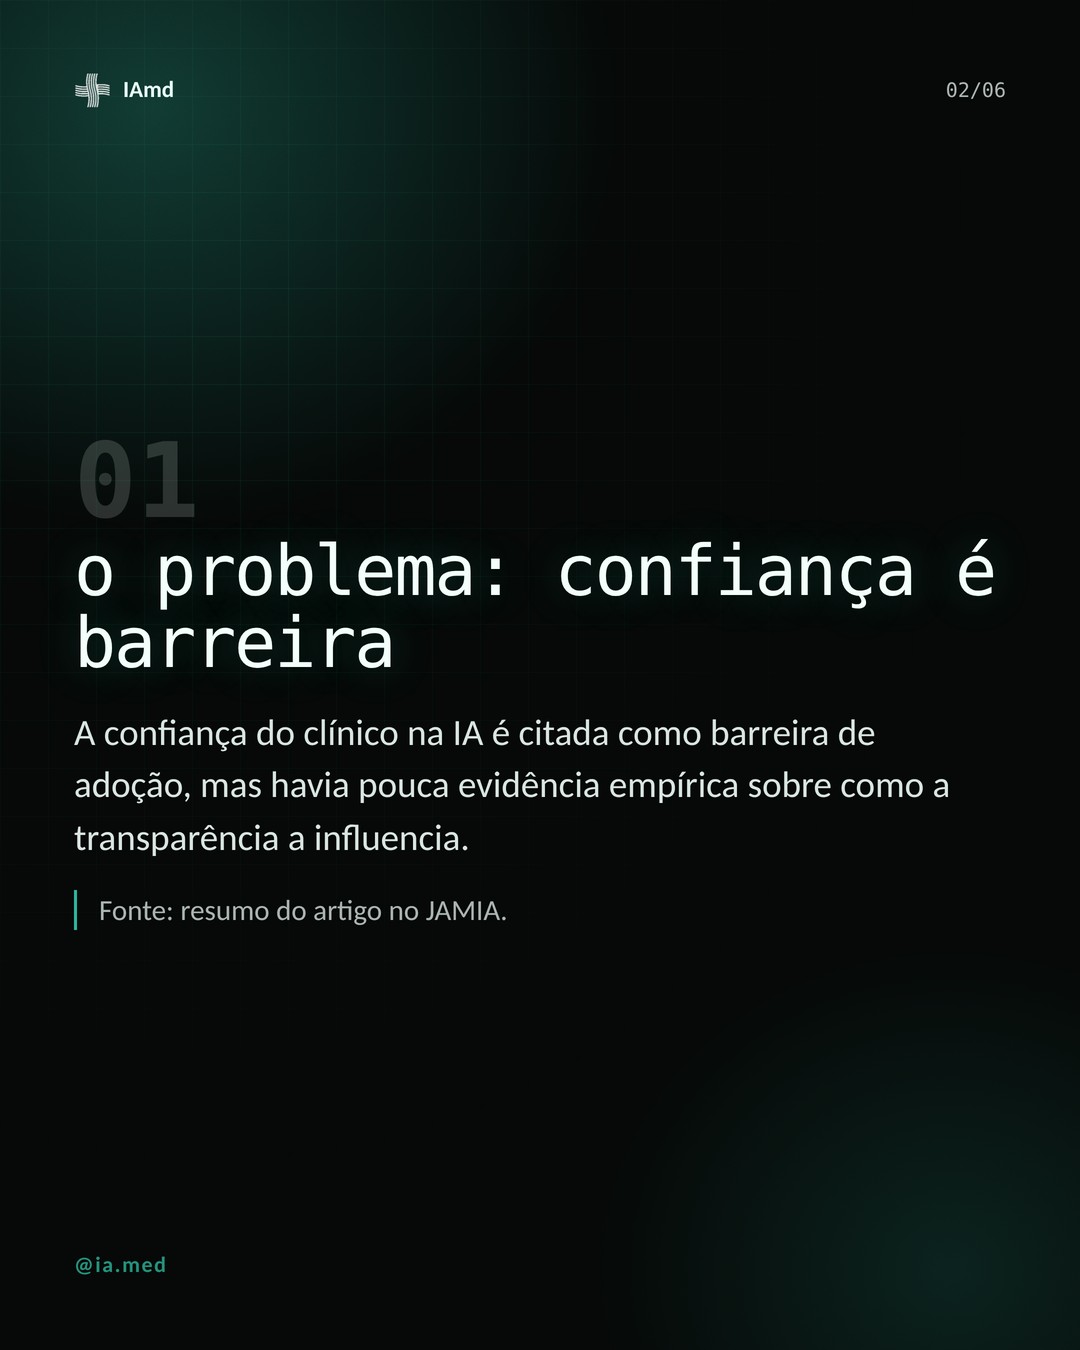 IAmd
02/06
01
o problema: confiança é
barreira
A confiança do clínico na IA é citada como barreira de
adoção, mas havia pouca evidência empírica sobre como a
transparência a influencia.
Fonte: resumo do artigo no JAMIA.
@ia.med